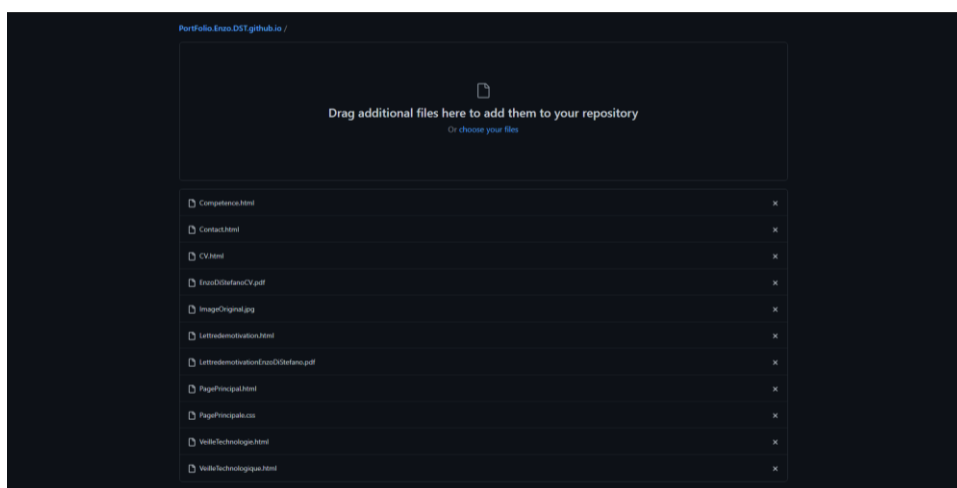 PortFolio.Enzo.DST.github.io /
Drag additional files here to add them to your repository
Or choose your files
Competence.html
Contact.html
CV.html
EnzoDiStefanoCV.pdf
ImageOriginal.jpg
Lettredemotivation.html
LettredemotivationEnzoDiStefano.pdf
PagePrincipal.html
PagePrincipale.css
VeilleTechnologie.html
VeilleTechnologique.html